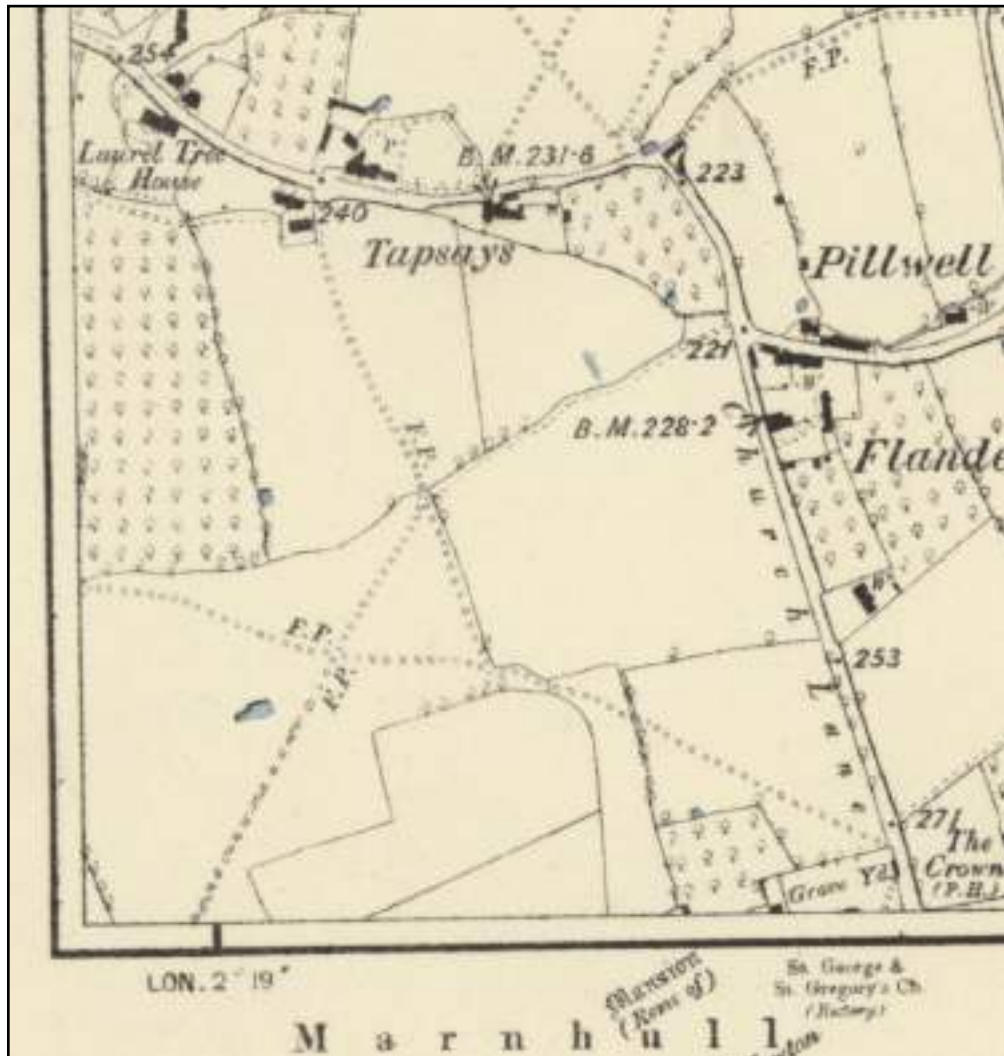 254
F.P.
Laurel Tree
House
P
B.M. 231·6
223
240
Tapsays
Pillwell
W
221
W
F.P.
B.M. 228·2
Flande
Church Lane
W
F.P.
F.P.
253
271
The
Crown
(P.H.)
Grave Yd.
LON. 2° 19'
Mansion
(Rems of)
St. George &
St. Gregory's Ch.
(Rectory)
Marnhull